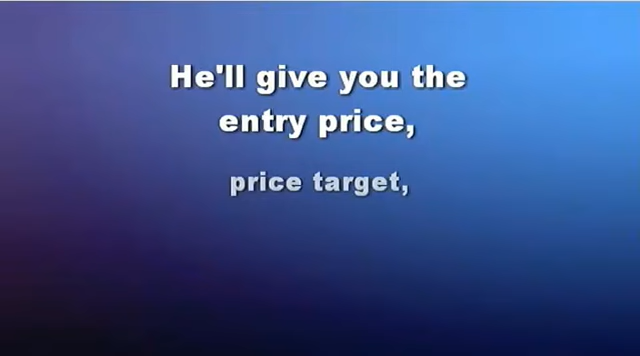 He'll give you the
entry price,
price target,